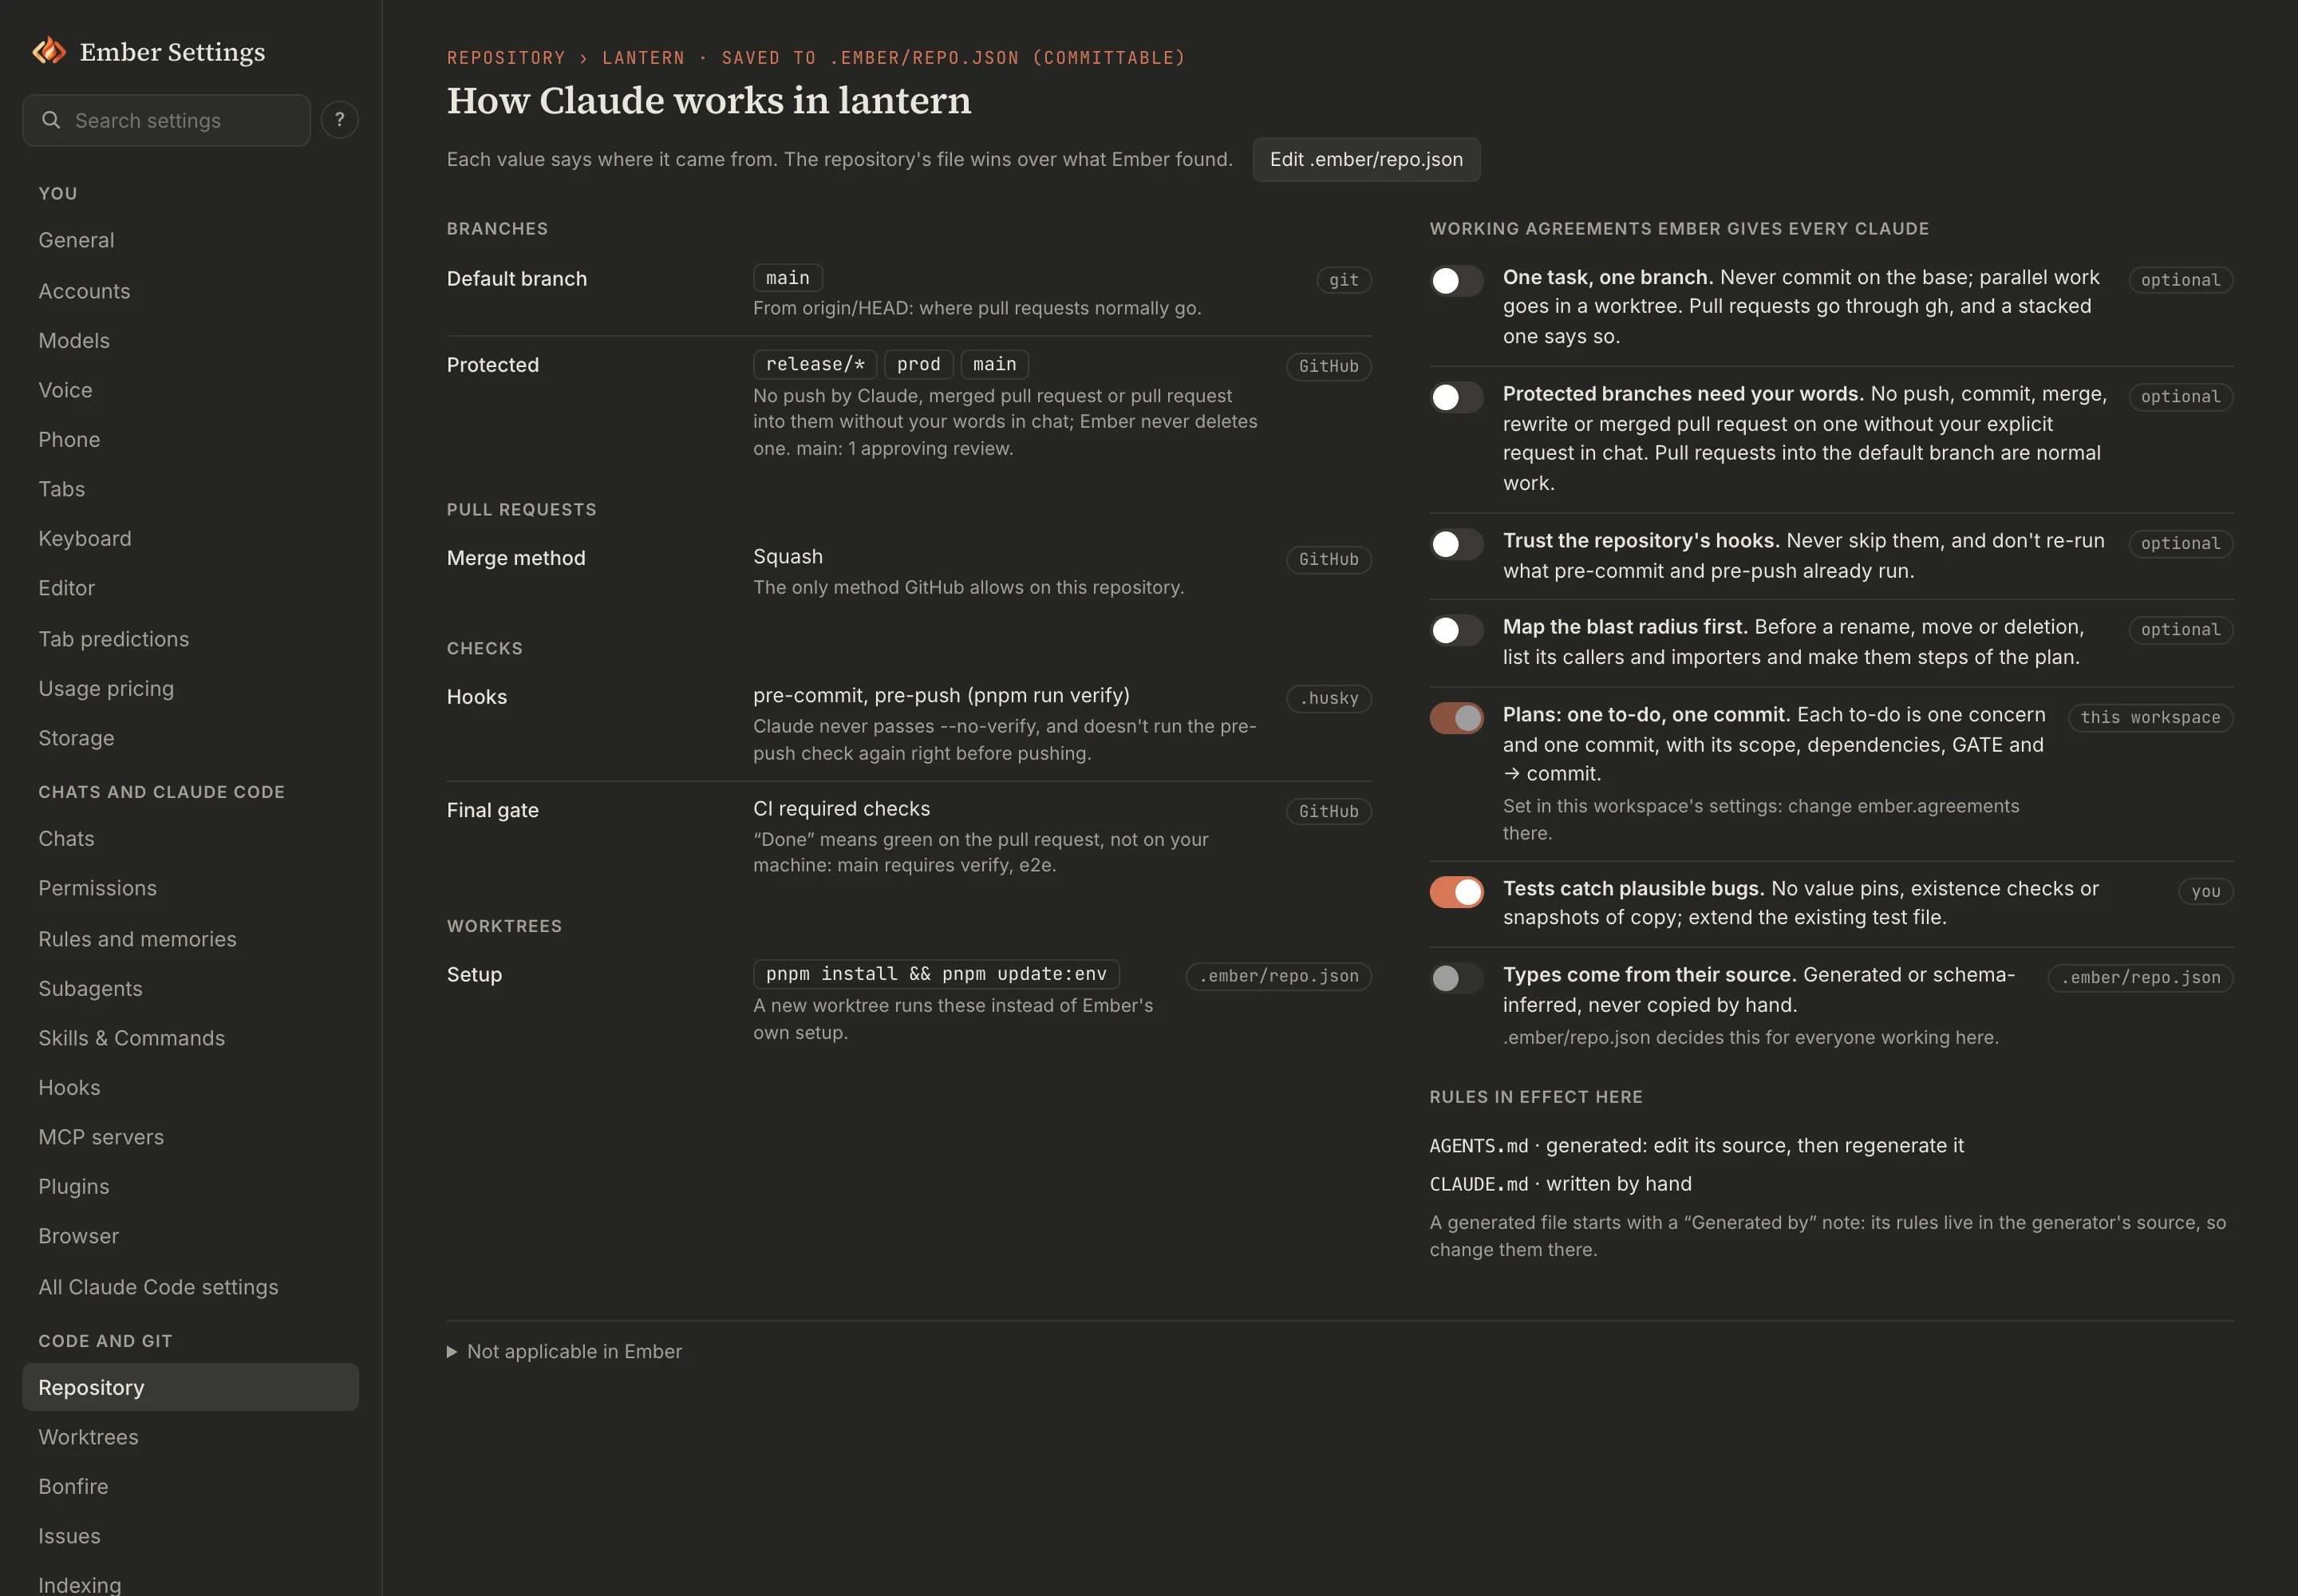 Ember Settings
Search settings
?
YOU
General
Accounts
Models
Voice
Phone
Tabs
Keyboard
Editor
Tab predictions
Usage pricing
Storage
CHATS AND CLAUDE CODE
Chats
Permissions
Rules and memories
Subagents
Skills & Commands
Hooks
MCP servers
Plugins
Browser
All Claude Code settings
CODE AND GIT
Repository
Worktrees
Bonfire
Issues
Indexing
REPOSITORY › LANTERN · SAVED TO .EMBER/REPO.JSON (COMMITTABLE)
How Claude works in lantern
Each value says where it came from. The repository's file wins over what Ember found.
Edit .ember/repo.json
BRANCHES
Default branch
main
git
From origin/HEAD: where pull requests normally go.
Protected
release/* prod main
GitHub
No push by Claude, merged pull request or pull request
into them without your words in chat; Ember never deletes
one. main: 1 approving review.
PULL REQUESTS
Merge method
Squash
GitHub
The only method GitHub allows on this repository.
CHECKS
Hooks
pre-commit, pre-push (pnpm run verify)
.husky
Claude never passes --no-verify, and doesn't run the pre-
push check again right before pushing.
Final gate
CI required checks
GitHub
“Done” means green on the pull request, not on your
machine: main requires verify, e2e.
WORKTREES
Setup
pnpm install && pnpm update:env
.ember/repo.json
A new worktree runs these instead of Ember's
own setup.
WORKING AGREEMENTS EMBER GIVES EVERY CLAUDE
One task, one branch. Never commit on the base; parallel work
goes in a worktree. Pull requests go through gh, and a stacked
one says so.
optional
Protected branches need your words. No push, commit, merge,
rewrite or merged pull request on one without your explicit
request in chat. Pull requests into the default branch are normal
work.
optional
Trust the repository's hooks. Never skip them, and don't re-run
what pre-commit and pre-push already run.
optional
Map the blast radius first. Before a rename, move or deletion,
list its callers and importers and make them steps of the plan.
optional
Plans: one to-do, one commit. Each to-do is one concern
and one commit, with its scope, dependencies, GATE and
→ commit.
this workspace
Set in this workspace's settings: change ember.agreements
there.
Tests catch plausible bugs. No value pins, existence checks or
snapshots of copy; extend the existing test file.
you
Types come from their source. Generated or schema-
inferred, never copied by hand.
.ember/repo.json
.ember/repo.json decides this for everyone working here.
RULES IN EFFECT HERE
AGENTS.md · generated: edit its source, then regenerate it
CLAUDE.md · written by hand
A generated file starts with a “Generated by” note: its rules live in the generator's source, so
change them there.
Not applicable in Ember